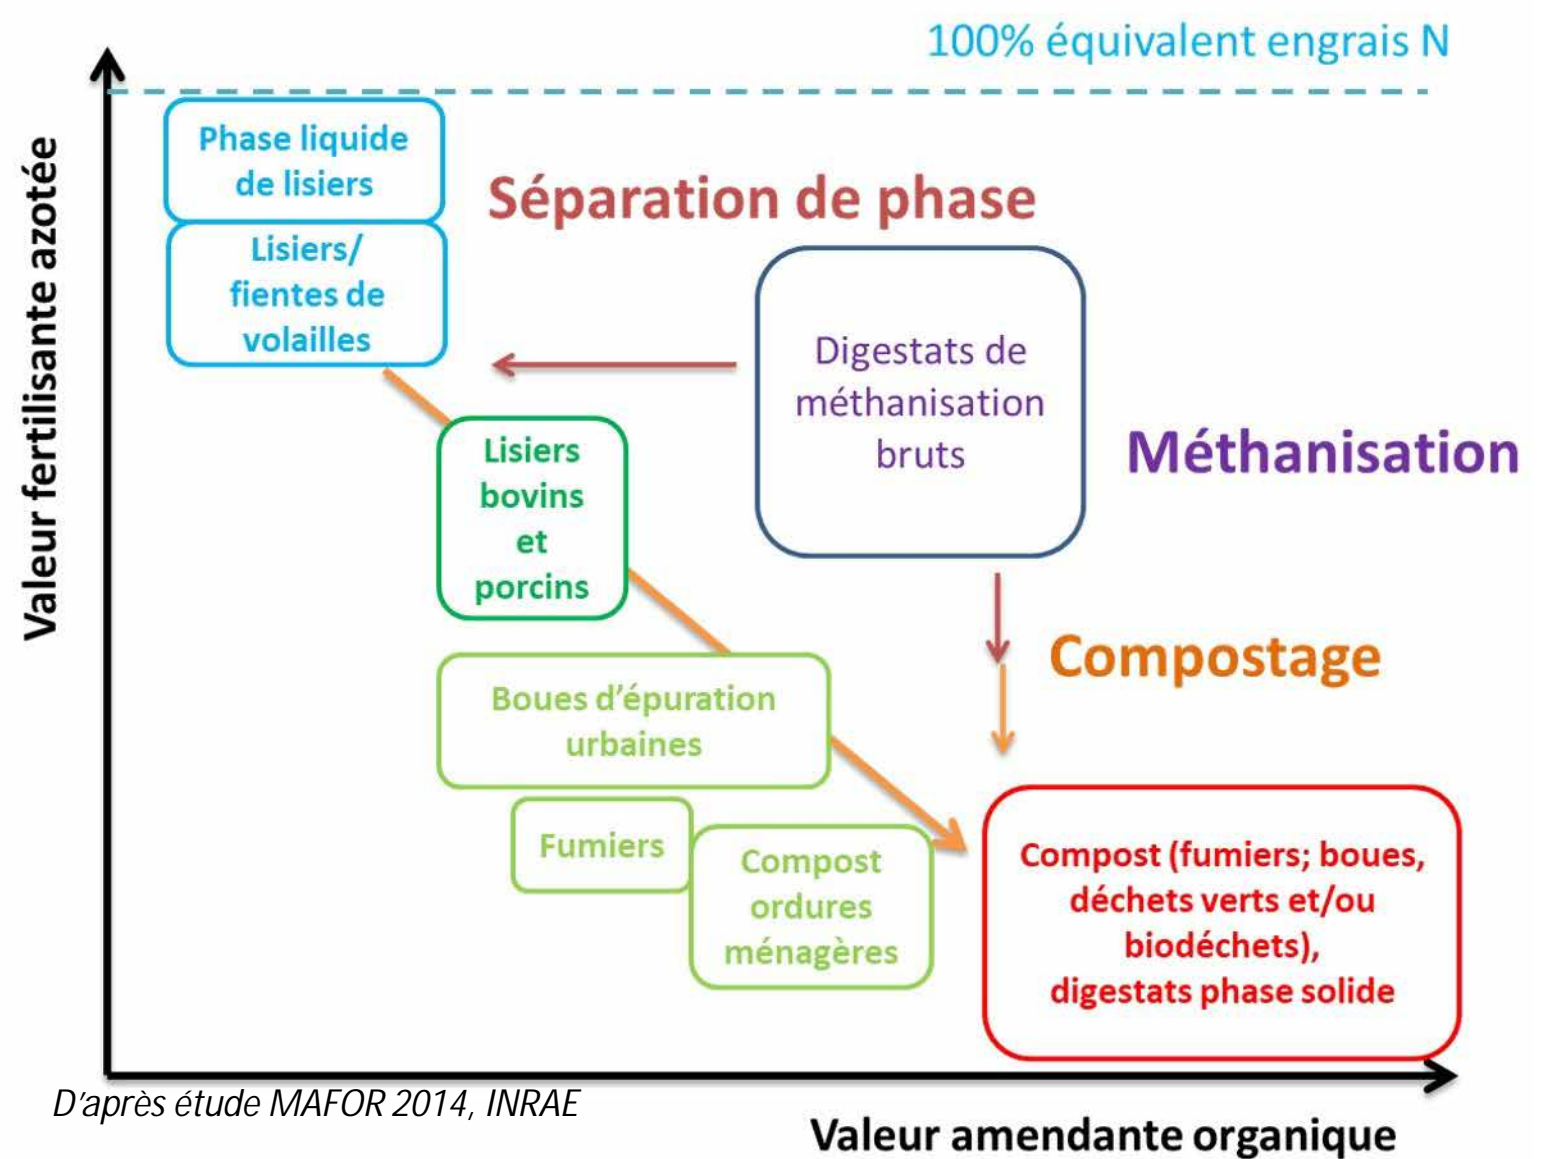 100% équivalent engrais N
Valeur fertilisante azotée
Phase liquide
de lisiers
Séparation de phase
Lisiers/
fientes de
volailles
Digestats de
méthanisation
bruts
Méthanisation
Lisiers
bovins
et
porcins
Compostage
Boues d’épuration
urbaines
Fumiers
Compost
ordures
ménagères
Compost (fumiers; boues,
déchets verts et/ou
biodéchets),
digestats phase solide
D’après étude MAFOR 2014, INRAE
Valeur amendante organique